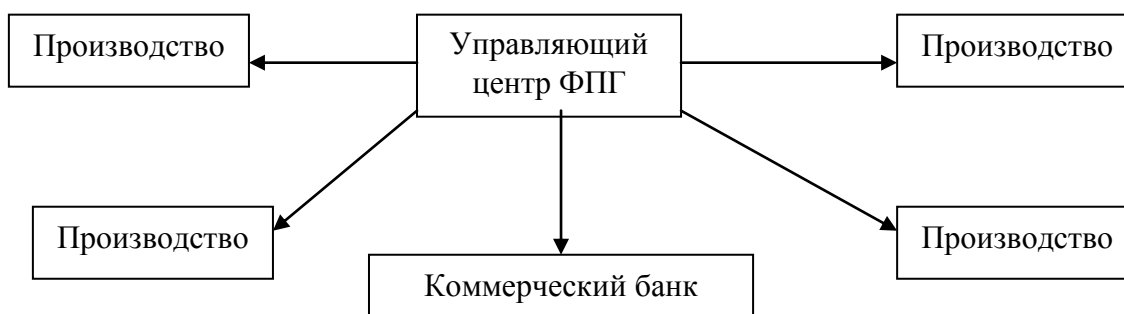 Производство
Управляющий
центр ФПГ
Производство
Производство
Производство
Коммерческий банк